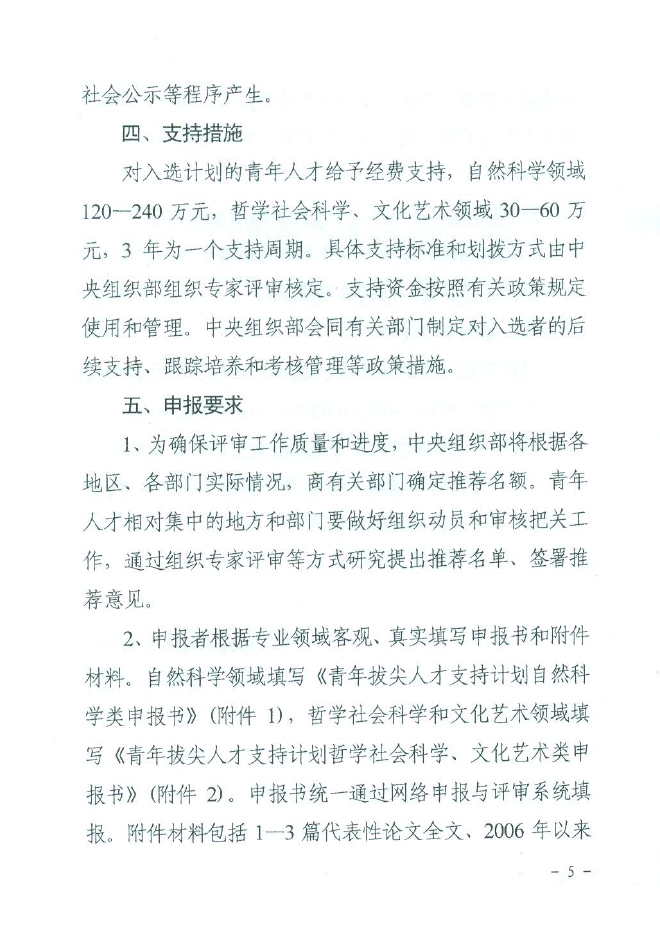 社会公示等程序产生。
四、支持措施
对入选计划的青年人才给予经费支持，自然科学领域
120—240 万元，哲学社会科学、文化艺术领域 30—60 万
元，3 年为一个支持周期。具体支持标准和划拨方式由中
央组织部组织专家评审核定。支持资金按照有关政策规定
使用和管理。中央组织部会同有关部门制定对入选者的后
续支持、跟踪培养和考核管理等政策措施。
五、申报要求
1、为确保评审工作质量和进度，中央组织部将根据各
地区、各部门实际情况，商有关部门确定推荐名额。青年
人才相对集中的地方和部门要做好组织动员和审核把关工
作，通过组织专家评审等方式研究提出推荐名单、签署推
荐意见。
2、申报者根据专业领域客观、真实填写申报书和附件
材料。自然科学领域填写《青年拔尖人才支持计划自然科
学类申报书》（附件 1），哲学社会科学和文化艺术领域填
写《青年拔尖人才支持计划哲学社会科学、文化艺术类申
报书》（附件 2）。申报书统一通过网络申报与评审系统填
报。附件材料包括 1—3 篇代表性论文全文、2006 年以来
- 5 -